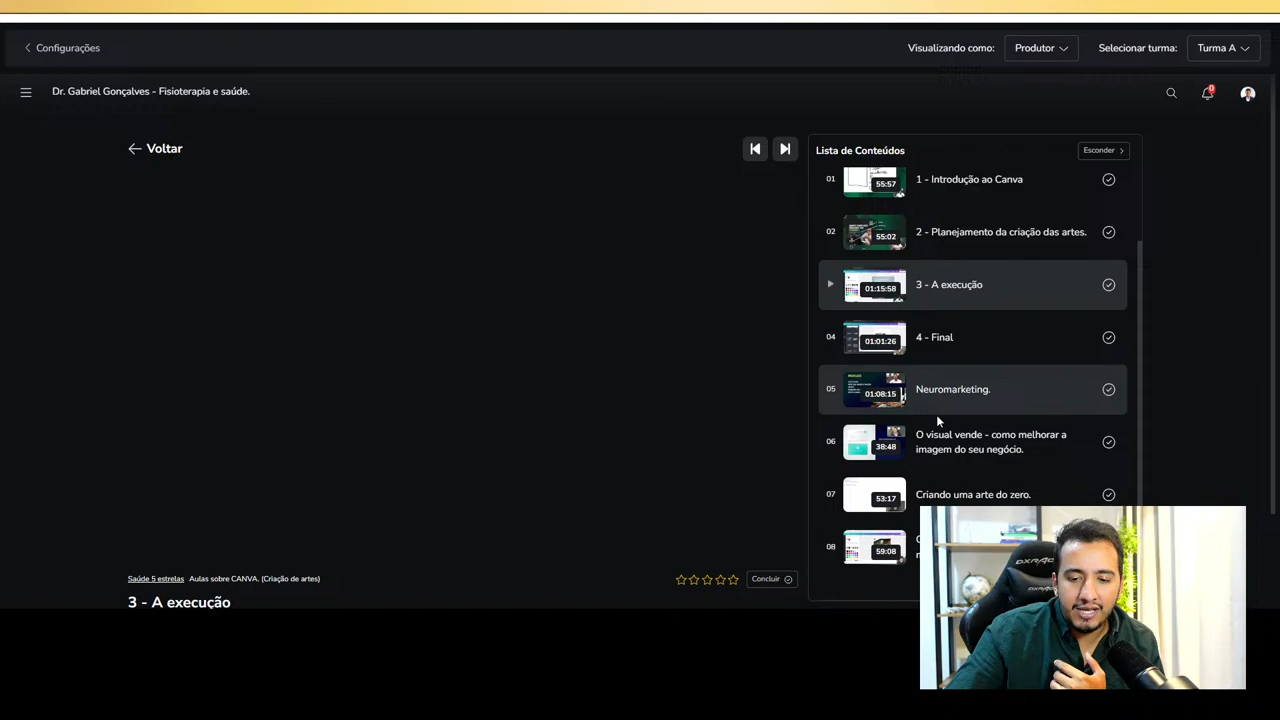 Configurações
Visualizando como:
Produtor
Selecionar turma:
Turma A
Dr. Gabriel Gonçalves - Fisioterapia e saúde.
0
Voltar
Lista de Conteúdos
Esconder
01
55:57
1 - Introdução ao Canva
02
55:02
2 - Planejamento da criação das artes.
01:15:58
3 - A execução
04
01:01:26
4 - Final
05
01:08:15
Neuromarketing.
06
38:48
O visual vende - como melhorar a
imagem do seu negócio.
07
53:17
Criando uma arte do zero.
08
59:08
Saúde 5 estrelas
Aulas sobre CANVA. (Criação de artes)
Concluir
3 - A execução
DXRACER